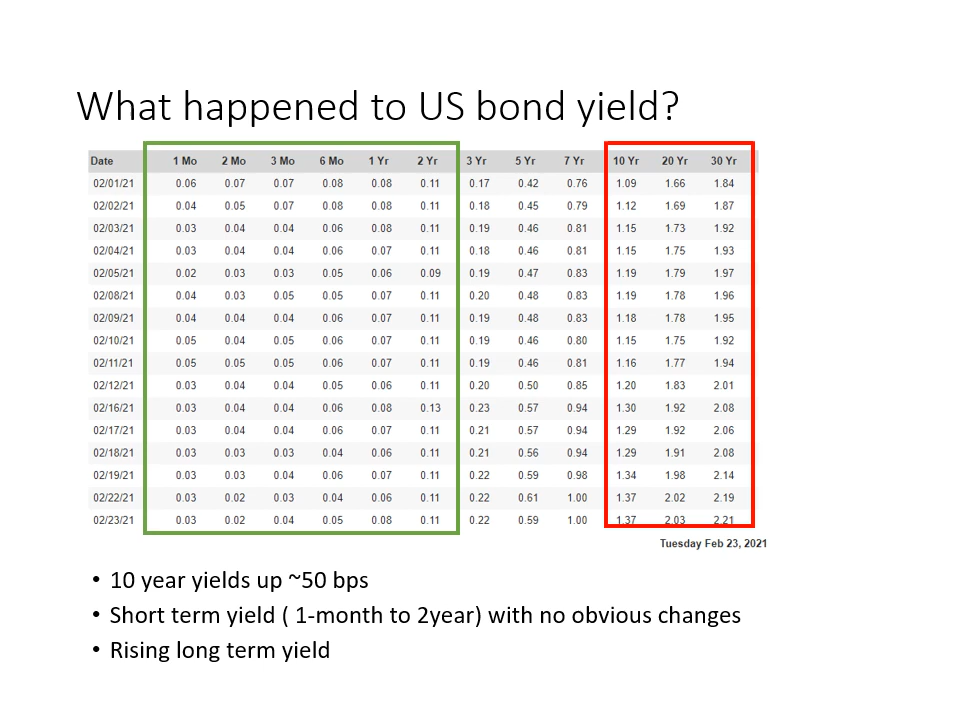 What happened to US bond yield?
Date 1 Mo 2 Mo 3 Mo 6 Mo 1 Yr 2 Yr 3 Yr 5 Yr 7 Yr 10 Yr 20 Yr 30 Yr
02/01/21 0.06 0.07 0.07 0.08 0.08 0.11 0.17 0.42 0.76 1.09 1.66 1.84
02/02/21 0.04 0.05 0.07 0.08 0.08 0.11 0.18 0.45 0.79 1.12 1.69 1.87
02/03/21 0.03 0.04 0.04 0.06 0.08 0.11 0.19 0.46 0.81 1.15 1.73 1.92
02/04/21 0.03 0.04 0.04 0.06 0.07 0.11 0.18 0.46 0.81 1.15 1.75 1.93
02/05/21 0.02 0.03 0.03 0.05 0.06 0.09 0.19 0.47 0.83 1.19 1.79 1.97
02/08/21 0.04 0.03 0.05 0.05 0.07 0.11 0.20 0.48 0.83 1.19 1.78 1.96
02/09/21 0.04 0.04 0.04 0.06 0.07 0.11 0.19 0.48 0.83 1.18 1.78 1.95
02/10/21 0.05 0.04 0.05 0.06 0.07 0.11 0.19 0.46 0.80 1.15 1.75 1.92
02/11/21 0.05 0.05 0.05 0.06 0.07 0.11 0.19 0.46 0.81 1.16 1.77 1.94
02/12/21 0.03 0.04 0.04 0.05 0.06 0.11 0.20 0.50 0.85 1.20 1.83 2.01
02/16/21 0.03 0.04 0.04 0.06 0.08 0.13 0.23 0.57 0.94 1.30 1.92 2.08
02/17/21 0.03 0.04 0.04 0.06 0.07 0.11 0.21 0.57 0.94 1.29 1.92 2.06
02/18/21 0.03 0.03 0.03 0.04 0.06 0.11 0.21 0.56 0.94 1.29 1.91 2.08
02/19/21 0.03 0.03 0.04 0.06 0.07 0.11 0.22 0.59 0.98 1.34 1.98 2.14
02/22/21 0.03 0.02 0.03 0.04 0.06 0.11 0.22 0.61 1.00 1.37 2.02 2.19
02/23/21 0.03 0.02 0.04 0.05 0.08 0.11 0.22 0.59 1.00 1.37 2.03 2.21
Tuesday Feb 23, 2021
• 10 year yields up ~50 bps
• Short term yield ( 1-month to 2year) with no obvious changes
• Rising long term yield